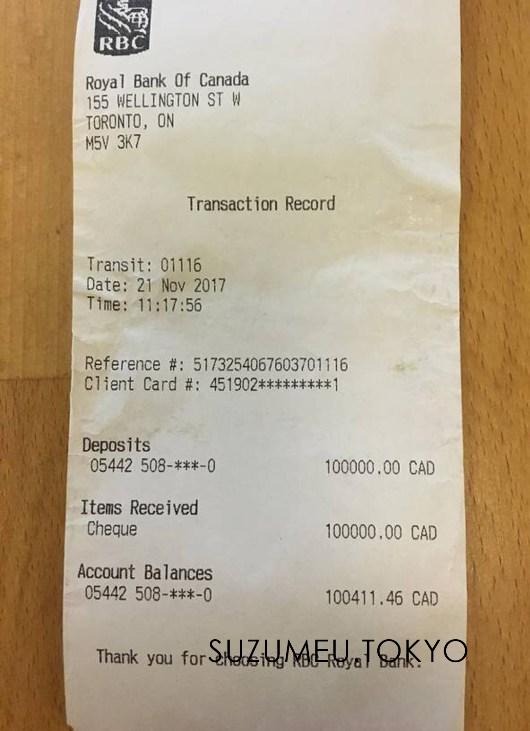 RBC
Royal Bank Of Canada
155 WELLINGTON ST W
TORONTO, ON
M5V 3K7
Transaction Record
Transit: 01116
Date: 21 Nov 2017
Time: 11:17:56
Reference #: 5173254067603701116
Client Card #: 451902*********1
Deposits
05442 508-***-0 100000.00 CAD
Items Received
Cheque 100000.00 CAD
Account Balances
05442 508-***-0 100411.46 CAD
SUZUMEU.TOKYO
Thank you for choosing RBC Royal Bank.